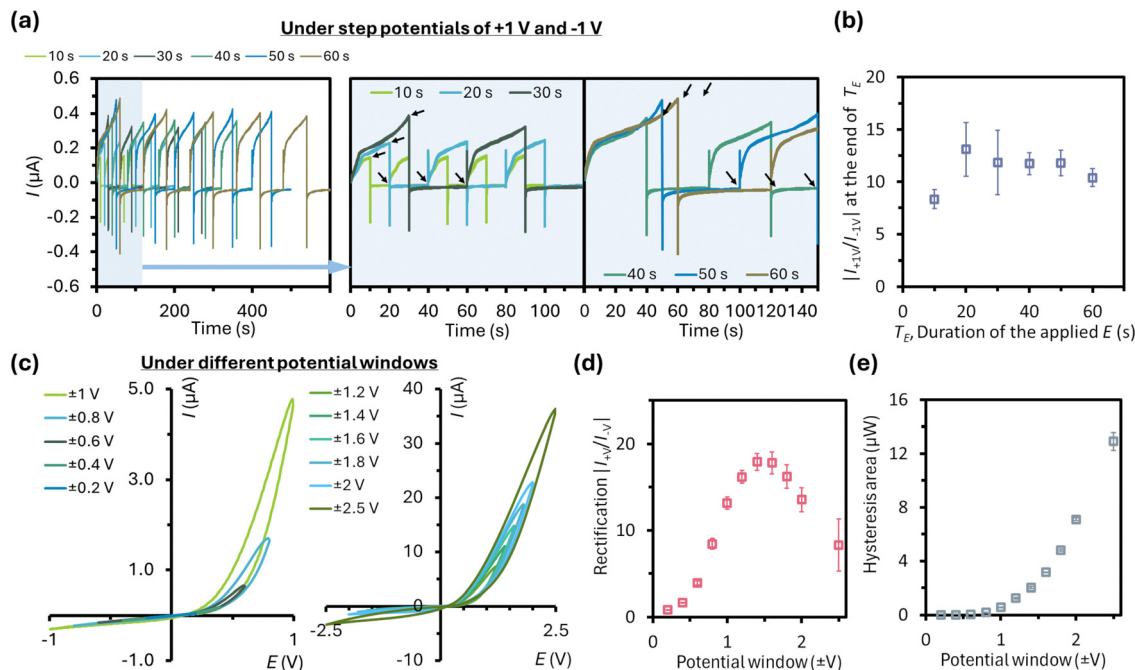 (a)
Under step potentials of +1 V and -1 V
10 s 20 s 30 s 40 s 50 s 60 s
0.6
0.4
0.2
0.0
-0.2
-0.4
-0.6
I (µA)
0 200 400
Time (s)
10 s
20 s
30 s
0 20 40 60 80 100
Time (s)
40 s 50 s 60 s
0 20 40 60 80 100 120 140
Time (s)
(b)
20
15
10
5
0
|I+1V/I-1V| at the end of TE
0 20 40 60
TE, Duration of the applied E (s)
(c)
Under different potential windows
±1 V
±0.8 V
±0.6 V
±0.4 V
±0.2 V
5.0
I (µA)
3.0
1.0
-1.0
-1
1
E (V)
±1.2 V
±1.4 V
±1.6 V
±1.8 V
±2 V
±2.5 V
40
I (µA)
30
20
10
0
-10
-2.5
2.5
E (V)
(d)
30
20
10
0
Rectification |I+V/I-V|
0 1 2
Potential window (±V)
(e)
16
12
8
4
0
Hysteresis area (µW)
0 1 2
Potential window (±V)